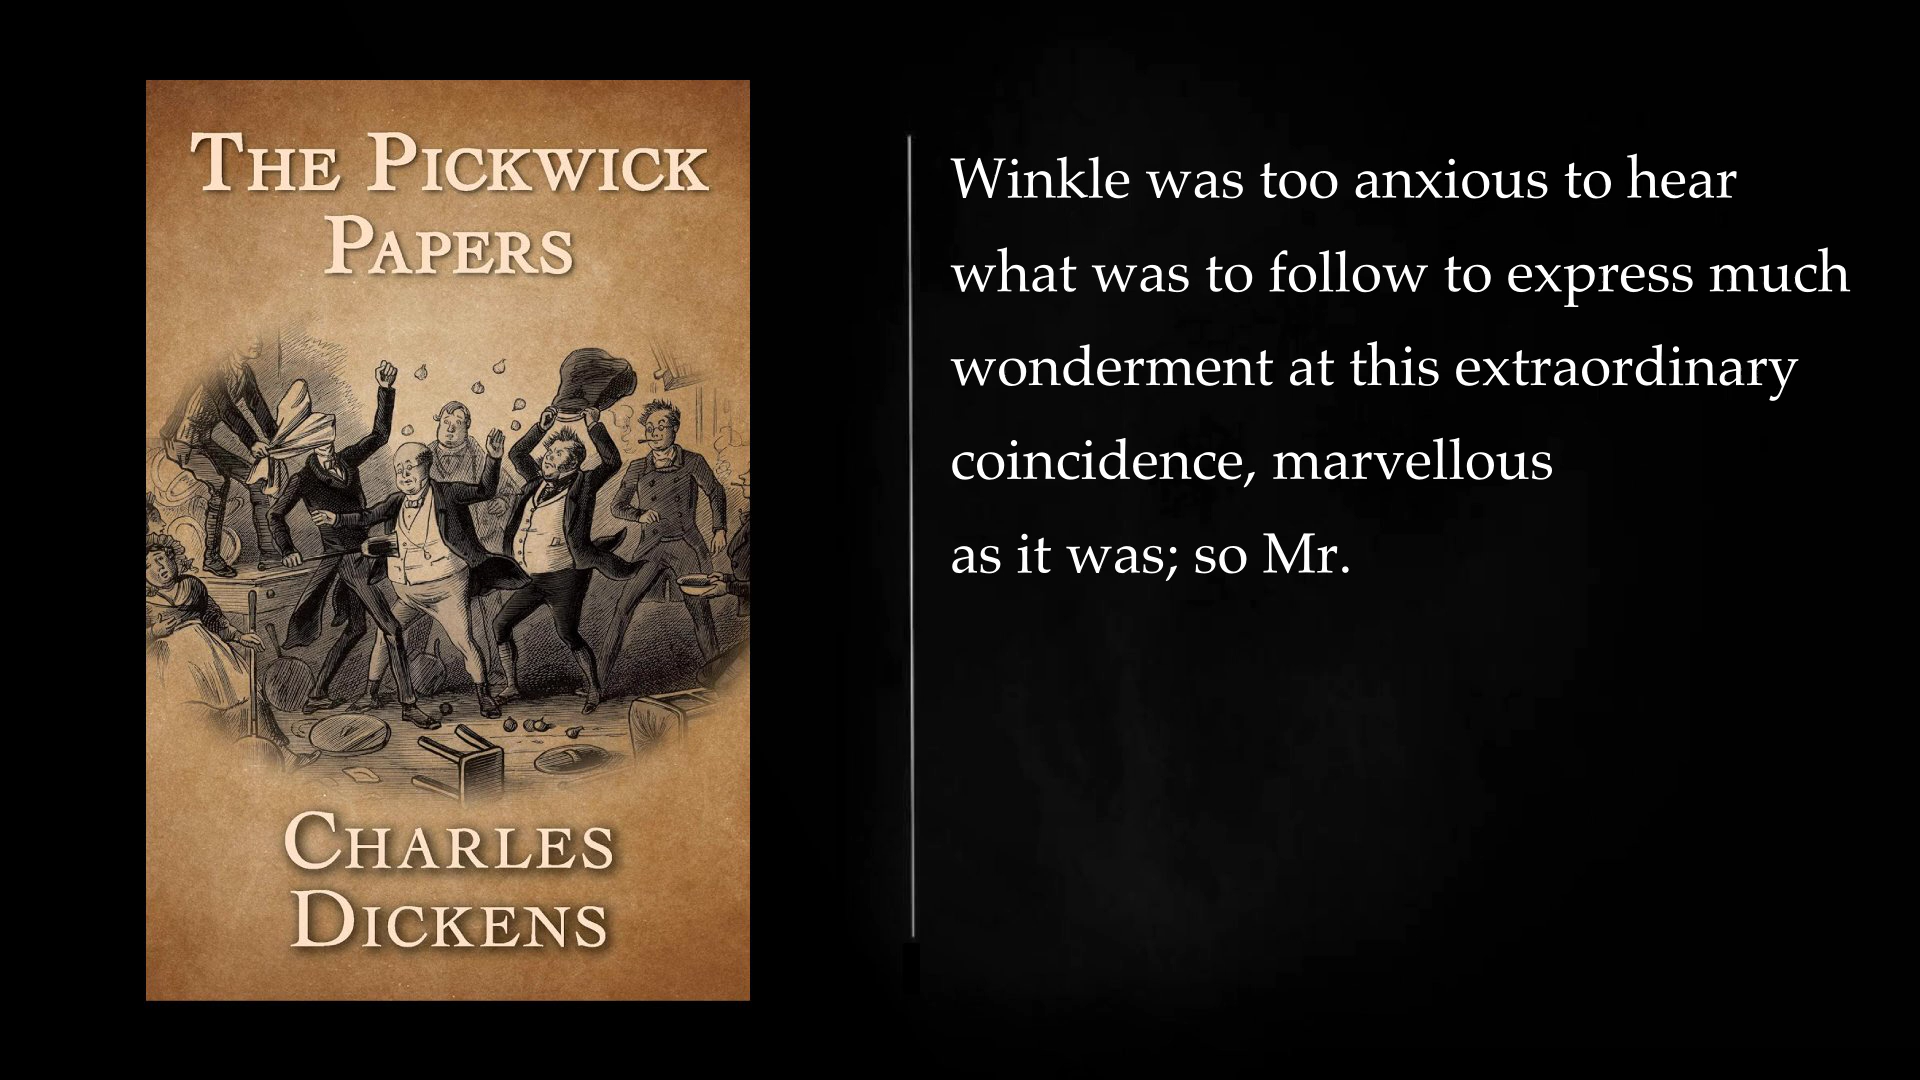 The Pickwick
Papers
Charles
Dickens
Winkle was too anxious to hear
what was to follow to express much
wonderment at this extraordinary
coincidence, marvellous
as it was; so Mr.